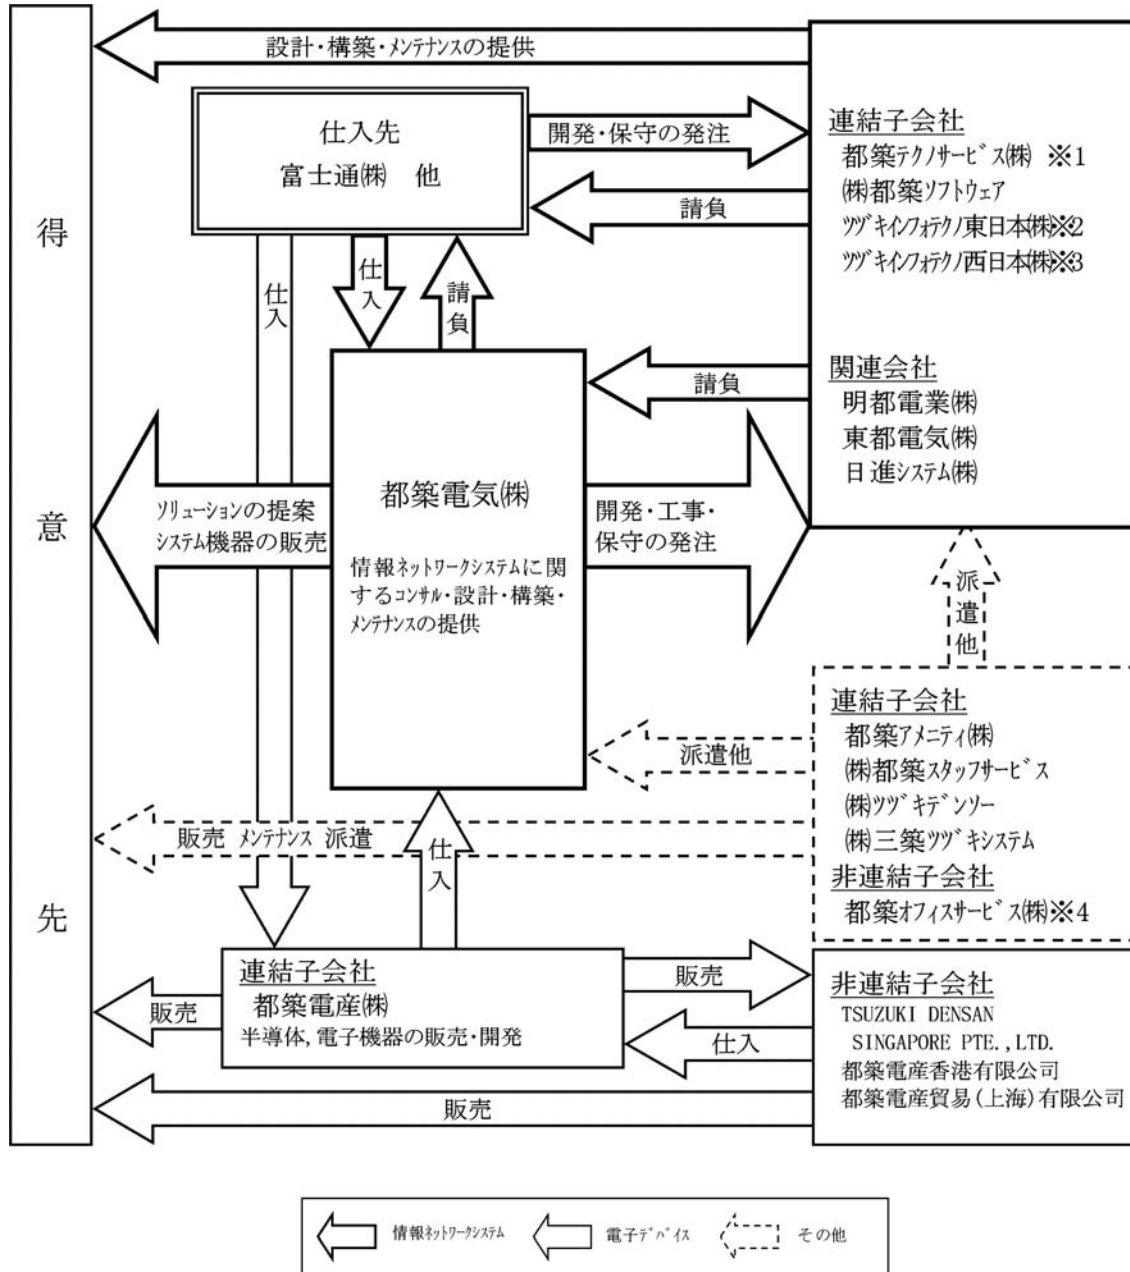 設計・構築・メンテナンスの提供
仕入先
富士通㈱　他
開発・保守の発注
請負
連結子会社
都築テクノサービス㈱ ※1
㈱都築ソフトウェア
ツヅキインフォテクノ東日本㈱※2
ツヅキインフォテクノ西日本㈱※3
関連会社
明都電業㈱
東都電気㈱
日進システム㈱
得意先
仕入
仕入
請負
請負
都築電気㈱
情報ネットワークシステムに関
するコンサル・設計・構築・
メンテナンスの提供
ソリューションの提案
システム機器の販売
開発・工事・
保守の発注
派遣他
連結子会社
都築アメニティ㈱
㈱都築スタッフサービス
㈱ツヅキデンソー
㈱三築ツヅキシステム
非連結子会社
都築オフィスサービス㈱※4
派遣他
販売 メンテナンス 派遣
仕入
連結子会社
都築電産㈱
半導体,電子機器の販売・開発
販売
販売
仕入
販売
非連結子会社
TSUZUKI DENSAN
SINGAPORE PTE.,LTD.
都築電産香港有限公司
都築電産貿易(上海)有限公司
情報ネットワークシステム
電子デバイス
その他